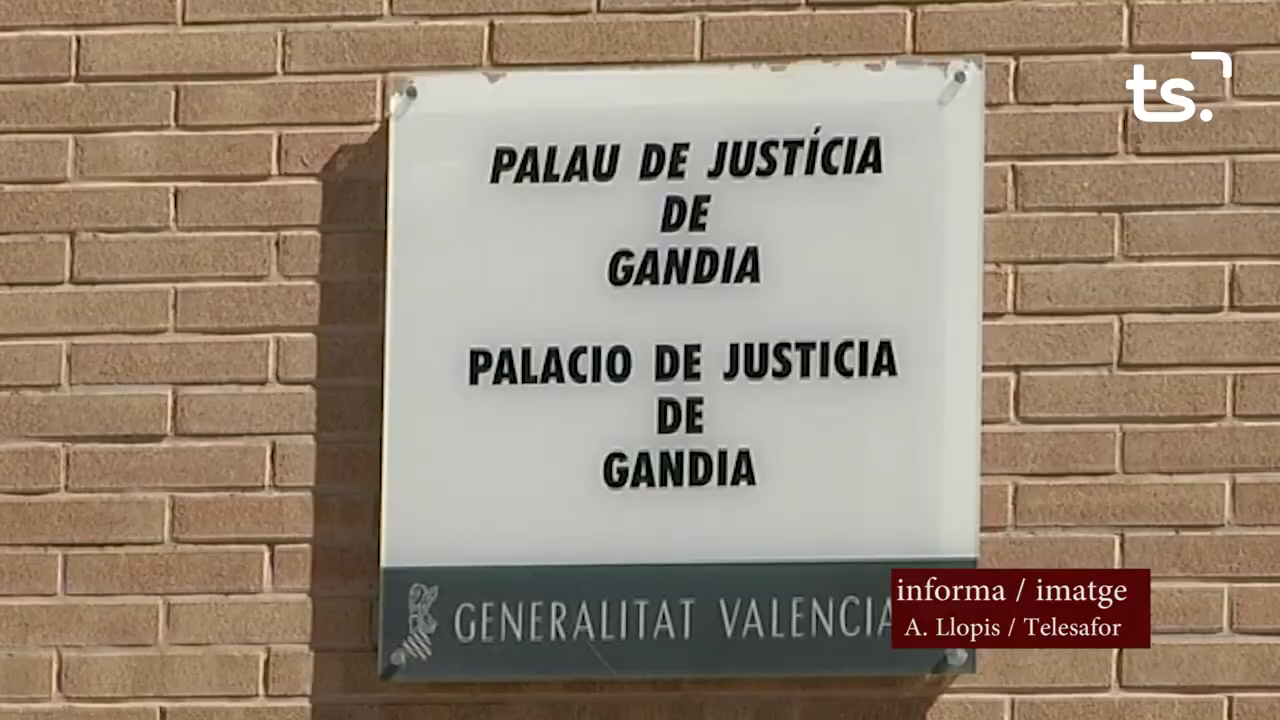 ts.
PALAU DE JUSTÍCIA
DE
GANDIA
PALACIO DE JUSTICIA
DE
GANDIA
GENERALITAT VALENCIA
informa / imatge
A. Llopis / Telesafor